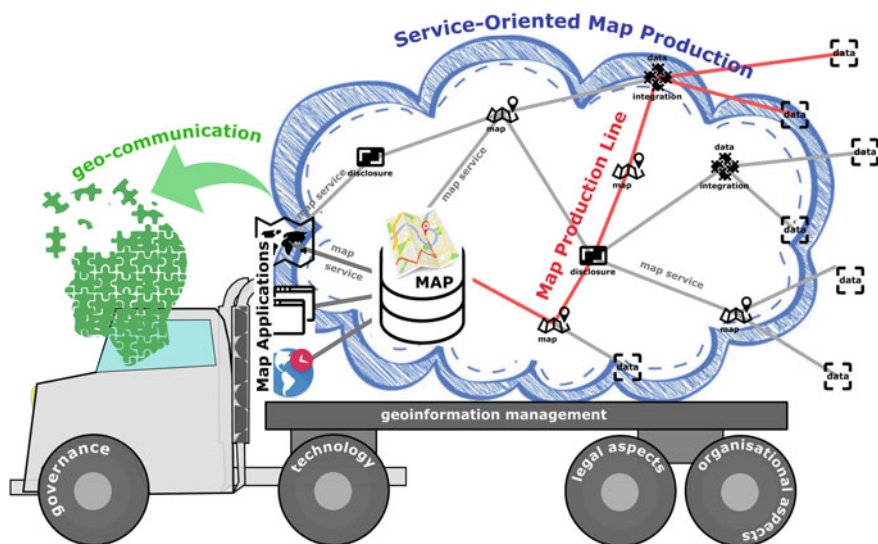 Service-Oriented Map Production
geo-communication
data
integration
data
data
map
disclosure
map service
map service
Map Production Line
map
data
integration
data
data
map
service
MAP
disclosure
map service
data
Map Applications
map
map
data
data
geoinformation management
governance
technology
legal aspects
organisational aspects